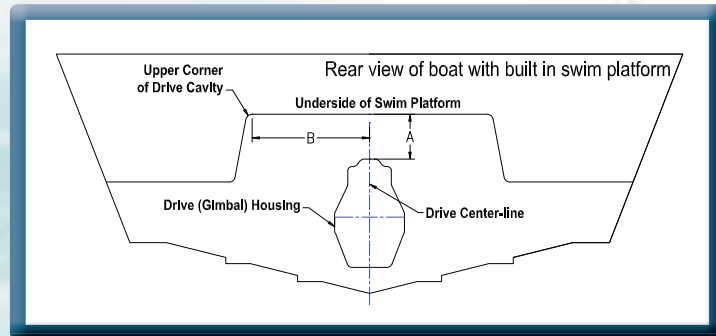 Rear view of boat with built in swim platform
Upper Corner
of Drive Cavity
Underside of Swim Platform
B
A
Drive (Gimbal) Housing
Drive Center-line